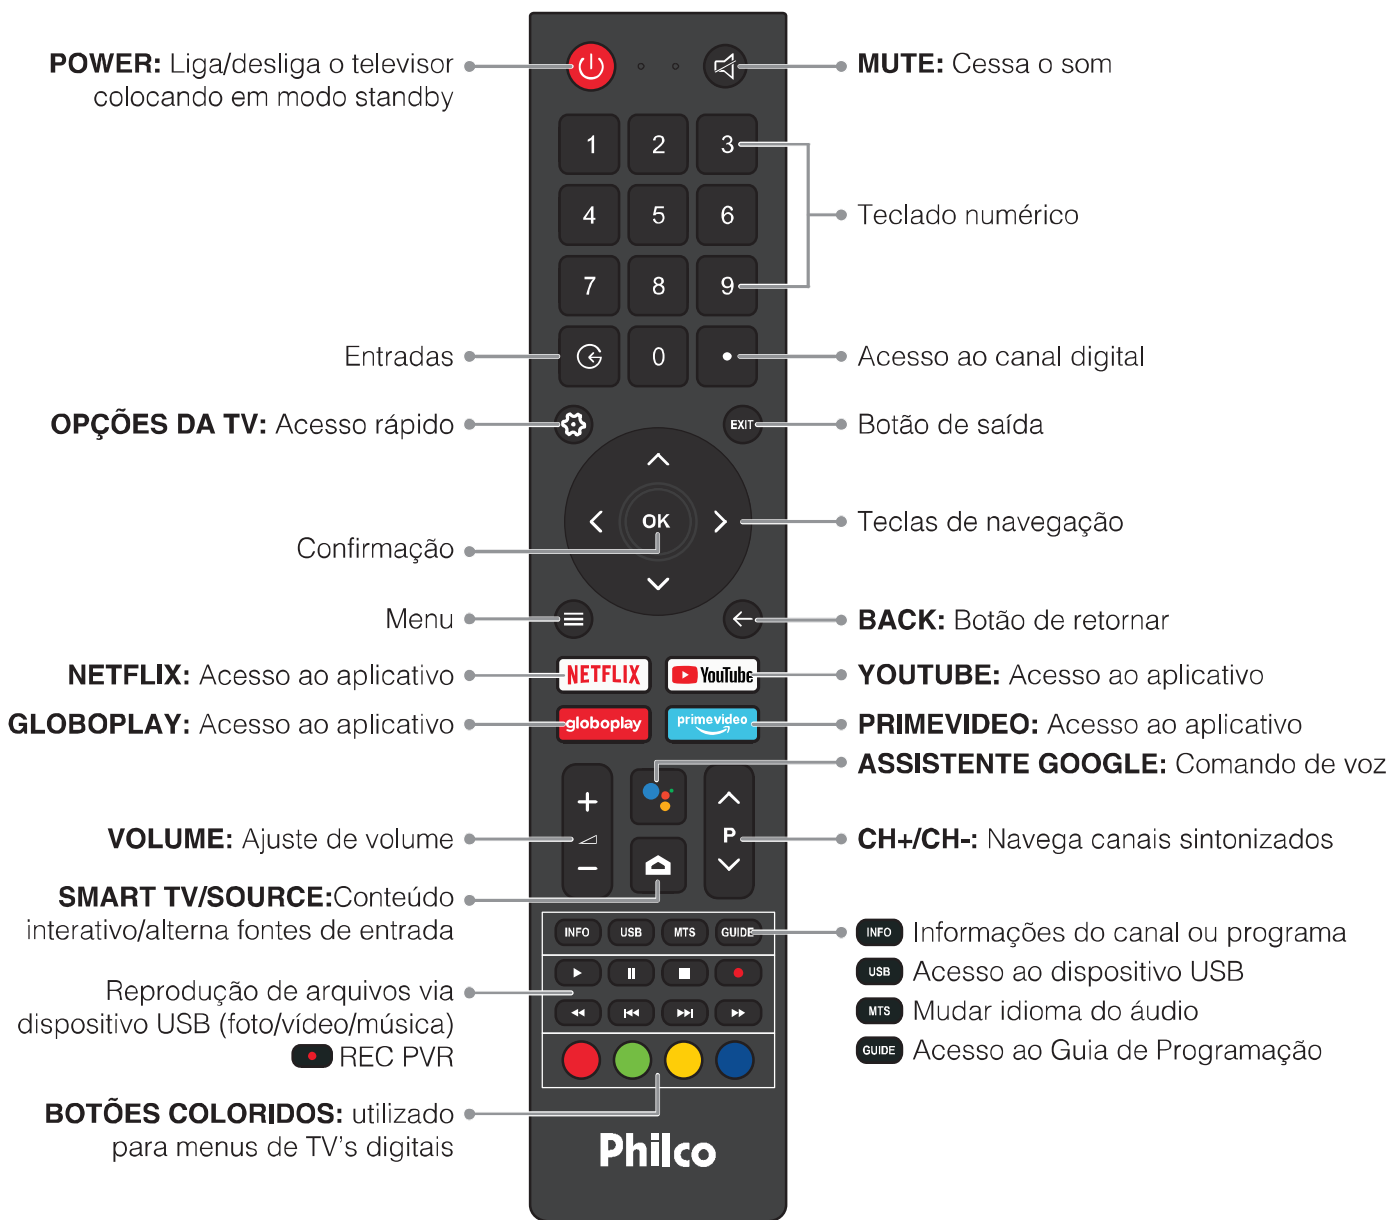 POWER: Liga/desliga o televisor
colocando em modo standby
MUTE: Cessa o som
1 2 3
4 5 6
Teclado numérico
7 8 9
Entradas
0
Acesso ao canal digital
OPÇÕES DA TV: Acesso rápido
EXIT
Botão de saída
OK
Teclas de navegação
Confirmação
Menu
BACK: Botão de retornar
NETFLIX: Acesso ao aplicativo
NETFLIX
YouTube
YOUTUBE: Acesso ao aplicativo
GLOBOPLAY: Acesso ao aplicativo
globoplay
primevideo
PRIMEVIDEO: Acesso ao aplicativo
ASSISTENTE GOOGLE: Comando de voz
+
VOLUME: Ajuste de volume
P
CH+/CH-: Navega canais sintonizados
−
SMART TV/SOURCE:Conteúdo
interativo/alterna fontes de entrada
INFO USB MTS GUIDE
INFO Informações do canal ou programa
USB Acesso ao dispositivo USB
MTS Mudar idioma do áudio
GUIDE Acesso ao Guia de Programação
Reprodução de arquivos via
dispositivo USB (foto/vídeo/música)
REC PVR
BOTÕES COLORIDOS: utilizado
para menus de TV's digitais
Philco